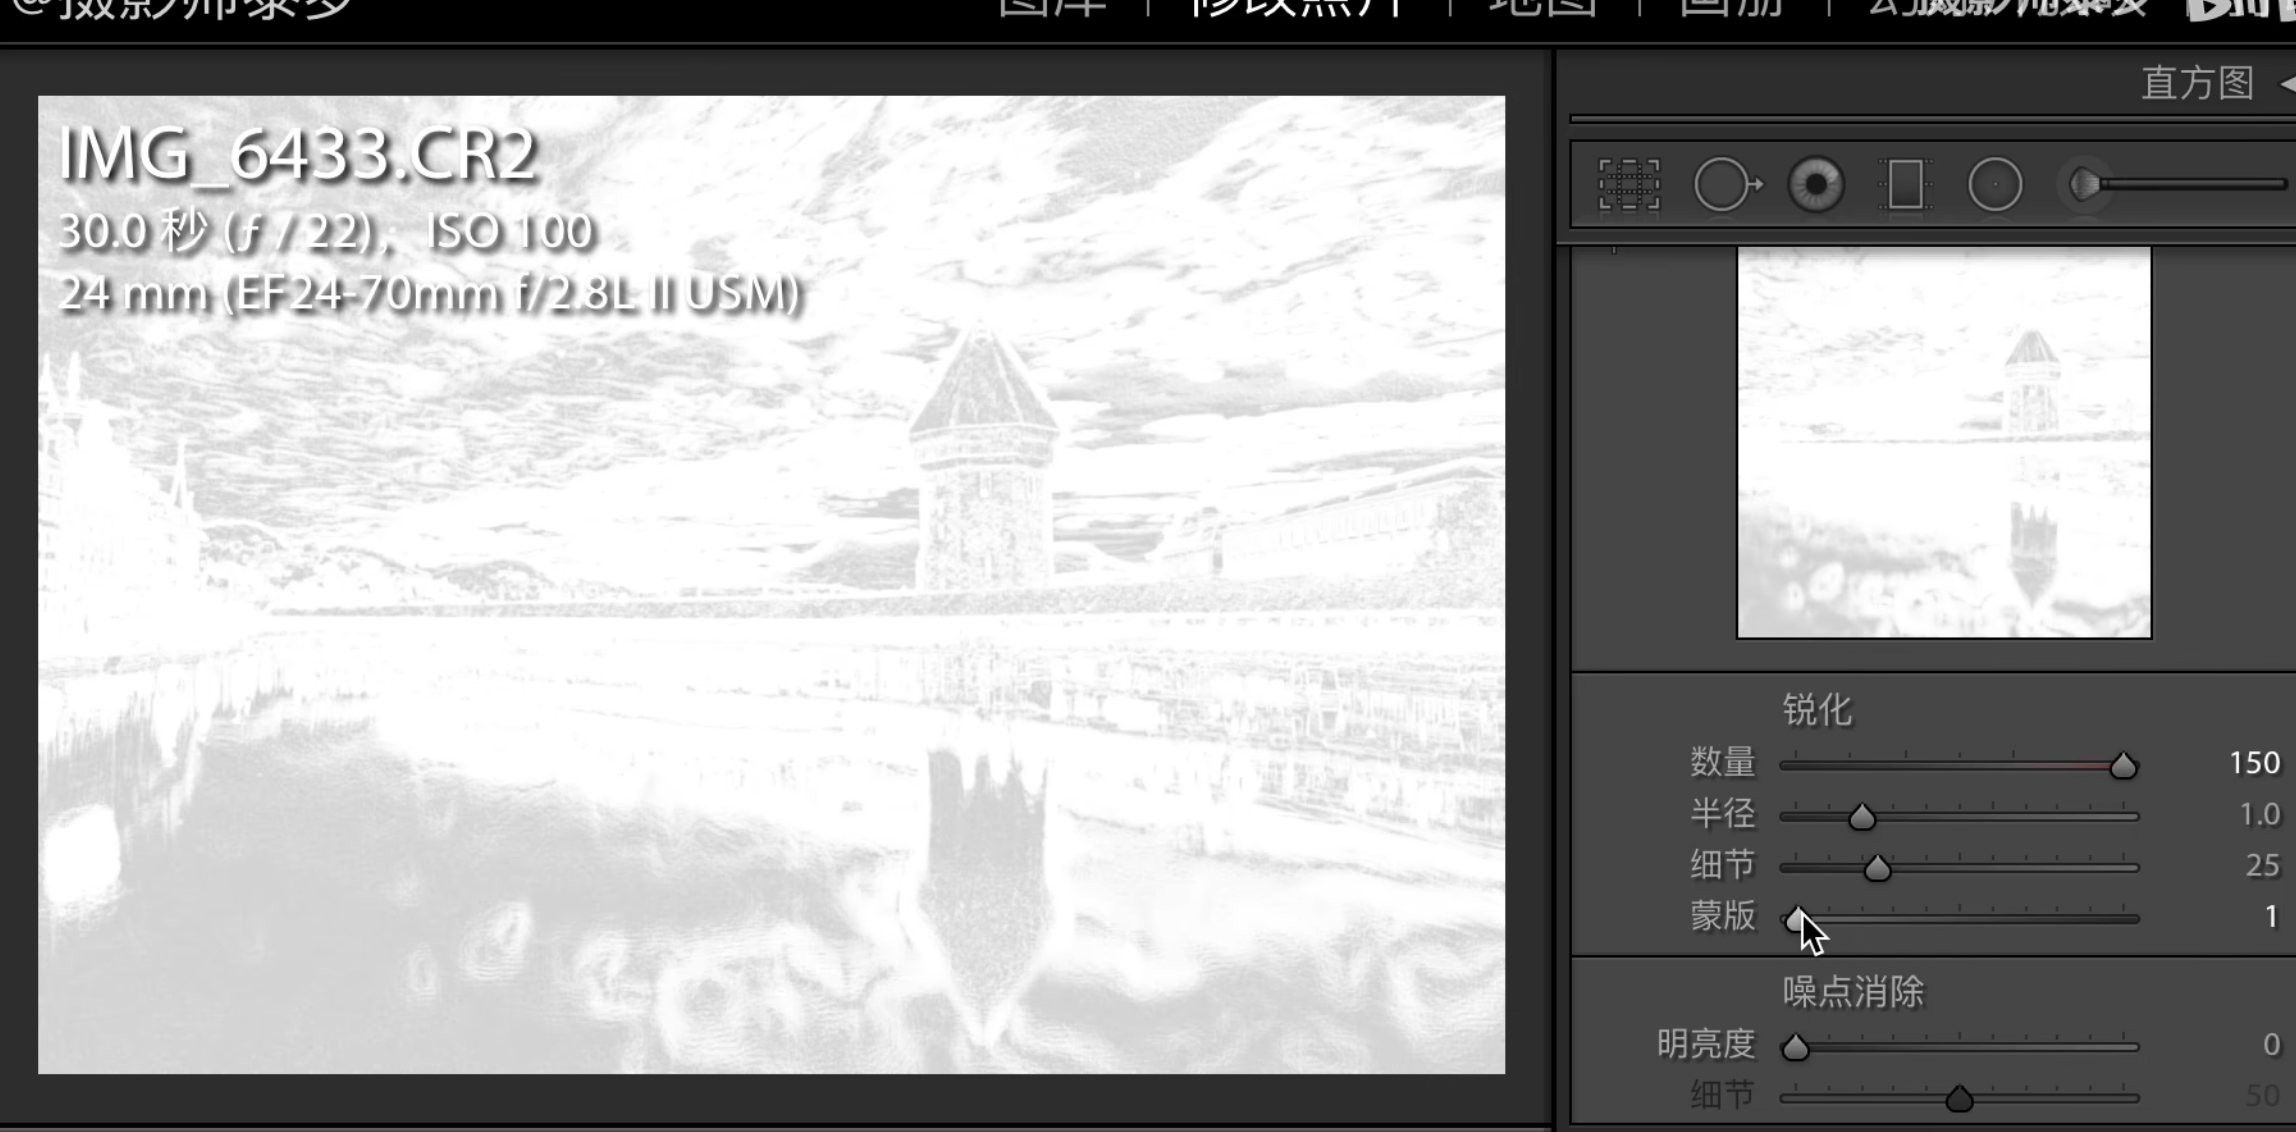 @摄影师泰罗
图库 | 修改照片 | 地图 | 画册 |
直方图
IMG_6433.CR2
30.0 秒 (ƒ / 22)； ISO 100
24 mm (EF24-70mm f/2.8L II USM)
锐化
数量 150
半径 1.0
细节 25
蒙版 1
噪点消除
明亮度 0
细节 50